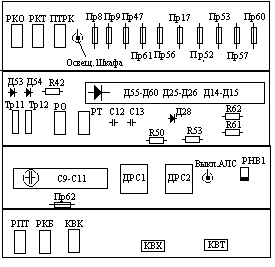 РКО РКТ ПТРК Пр8 Пр9 Пр47 Пр17 Пр53 Пр60
Пр61 Пр56 Пр52 Пр57
Освещ. Шкафа
Д53 Д54 R42 Д55-Д60 Д25-Д26 Д14-Д15
Тр11 Тр12 РО РТ С12 С13 Д28 R62
R61
R50 R53
С9-С11 ДРС1 ДРС2 Выкл.АЛС РНВ1
Пр62
РПТ РКБ КВК
КВХ КВТ